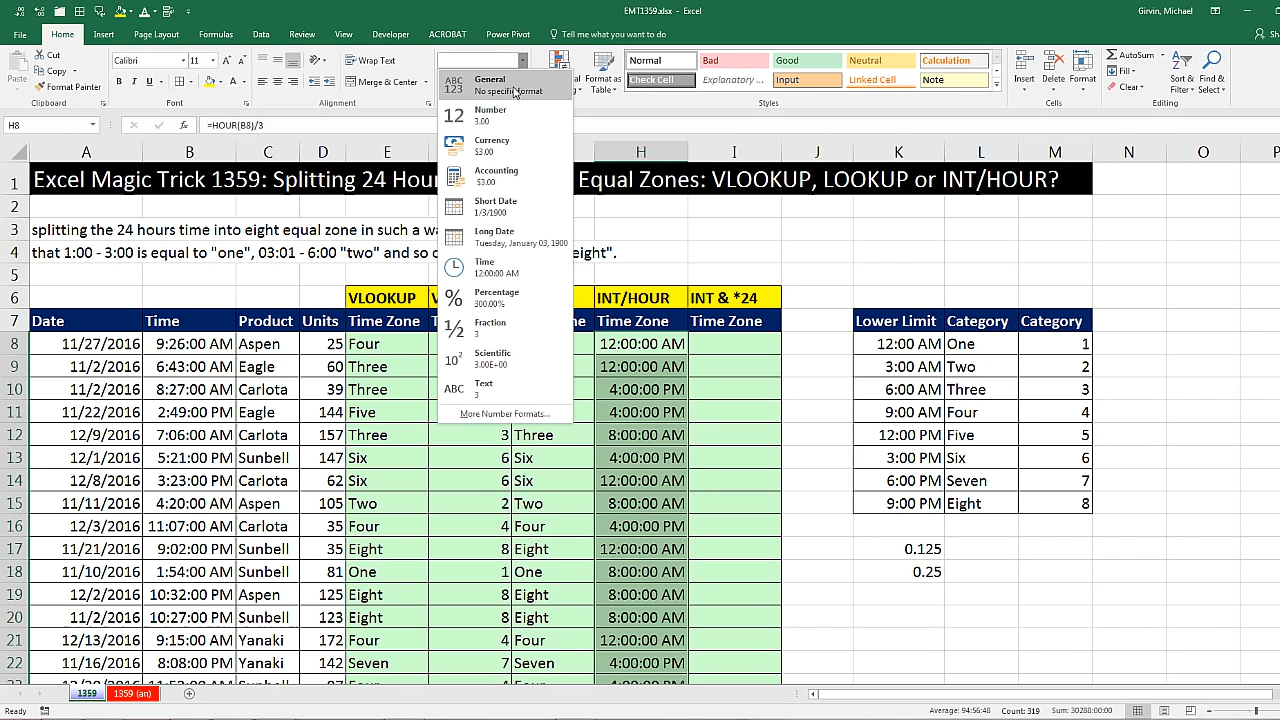 EMT1359.xlsx - Excel
Girvin, Michael
File Home Insert Page Layout Formulas Data Review View Developer ACROBAT Power Pivot Tell me what you want to do
Cut Calibri 11 Wrap Text Normal Bad Good Neutral Calculation AutoSum
Paste Copy Merge & Center Format as Table Check Cell Explanatory ... Input Linked Cell Note Insert Delete Format Fill Sort & Filter Find & Select
Format Painter Clear
Clipboard Font Alignment Styles Cells Editing
H8 =HOUR(B8)/3
ABC 123 General
No specific format
12 Number
3.00
Currency
$3.00
Accounting
$3.00
Short Date
1/3/1900
Long Date
Tuesday, January 03, 1900
Time
12:00:00 AM
% Percentage
300.00%
½ Fraction
3
10² Scientific
3.00E+00
ABC Text
3
More Number Formats...
A B C D E H I J K L M N O P
1 Excel Magic Trick 1359: Splitting 24 Hour Equal Zones: VLOOKUP, LOOKUP or INT/HOUR?
2
3 splitting the 24 hours time into eight equal zone in such a wa
4 that 1:00 - 3:00 is equal to "one", 03:01 - 6:00 "two" and so eight".
5
6 VLOOKUP V INT/HOUR INT & *24
7 Date Time Product Units Time Zone T ne Time Zone Time Zone Lower Limit Category Category
8 11/27/2016 9:26:00 AM Aspen 25 Four 12:00:00 AM 12:00 AM One 1
9 11/2/2016 6:43:00 AM Eagle 60 Three 12:00:00 AM 3:00 AM Two 2
10 11/2/2016 8:27:00 AM Carlota 39 Three 4:00:00 PM 6:00 AM Three 3
11 11/22/2016 2:49:00 PM Eagle 144 Five 4:00:00 PM 9:00 AM Four 4
12 12/9/2016 7:06:00 AM Carlota 157 Three 3 Three 8:00:00 AM 12:00 PM Five 5
13 12/1/2016 5:21:00 PM Sunbell 147 Six 6 Six 4:00:00 PM 3:00 PM Six 6
14 12/8/2016 3:23:00 PM Carlota 62 Six 6 Six 12:00:00 AM 6:00 PM Seven 7
15 11/11/2016 4:20:00 AM Aspen 105 Two 2 Two 8:00:00 AM 9:00 PM Eight 8
16 12/3/2016 11:07:00 AM Carlota 35 Four 4 Four 4:00:00 PM
17 11/21/2016 9:02:00 PM Sunbell 35 Eight 8 Eight 12:00:00 AM 0.125
18 11/10/2016 1:54:00 AM Sunbell 81 One 1 One 8:00:00 AM 0.25
19 12/2/2016 10:32:00 PM Aspen 125 Eight 8 Eight 8:00:00 AM
20 11/2/2016 10:27:00 PM Sunbell 123 Eight 8 Eight 8:00:00 AM
21 12/13/2016 9:15:00 AM Yanaki 172 Four 4 Four 12:00:00 AM
22 11/16/2016 8:08:00 PM Yanaki 142 Seven 7 Seven 4:00:00 PM
1359 1359 (an)
Ready Average: 94:56:48 Count: 319 Sum: 30288:00:00